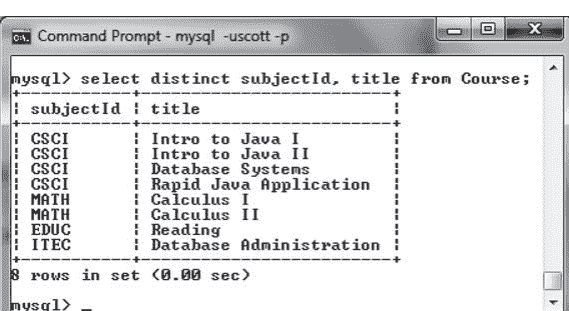 Command Prompt - mysql -uscott -p
mysql> select distinct subjectId, title from Course;
+-----------+-------------------------+
| subjectId | title |
+-----------+-------------------------+
| CSCI | Intro to Java I |
| CSCI | Intro to Java II |
| CSCI | Database Systems |
| CSCI | Rapid Java Application |
| MATH | Calculus I |
| MATH | Calculus II |
| EDUC | Reading |
| ITEC | Database Administration |
+-----------+-------------------------+
8 rows in set (0.00 sec)
mysql> _